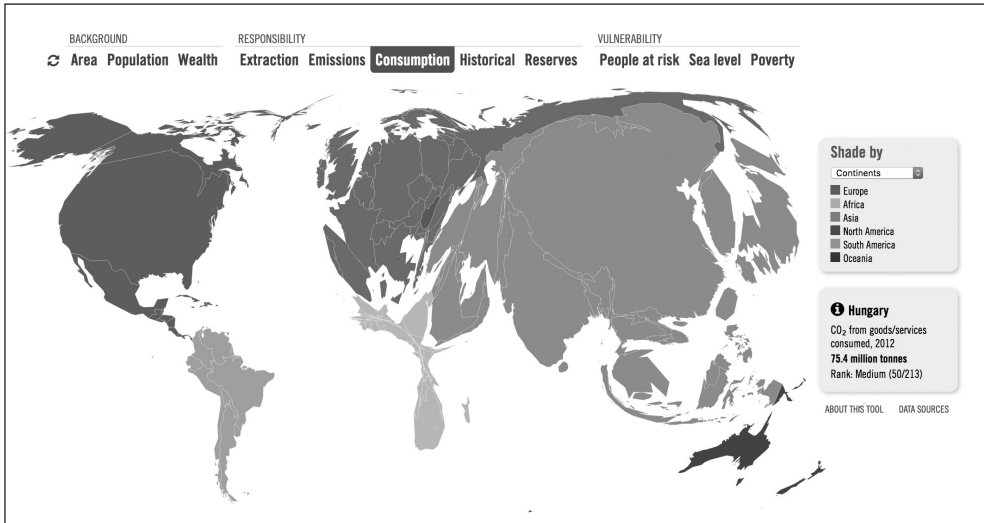 BACKGROUND
Area Population Wealth
RESPONSIBILITY
Extraction Emissions Consumption Historical Reserves
VULNERABILITY
People at risk Sea level Poverty
Shade by
Continents
Europe
Africa
Asia
North America
South America
Oceania
Hungary
CO₂ from goods/services
consumed, 2012
75.4 million tonnes
Rank: Medium (50/213)
ABOUT THIS TOOL DATA SOURCES